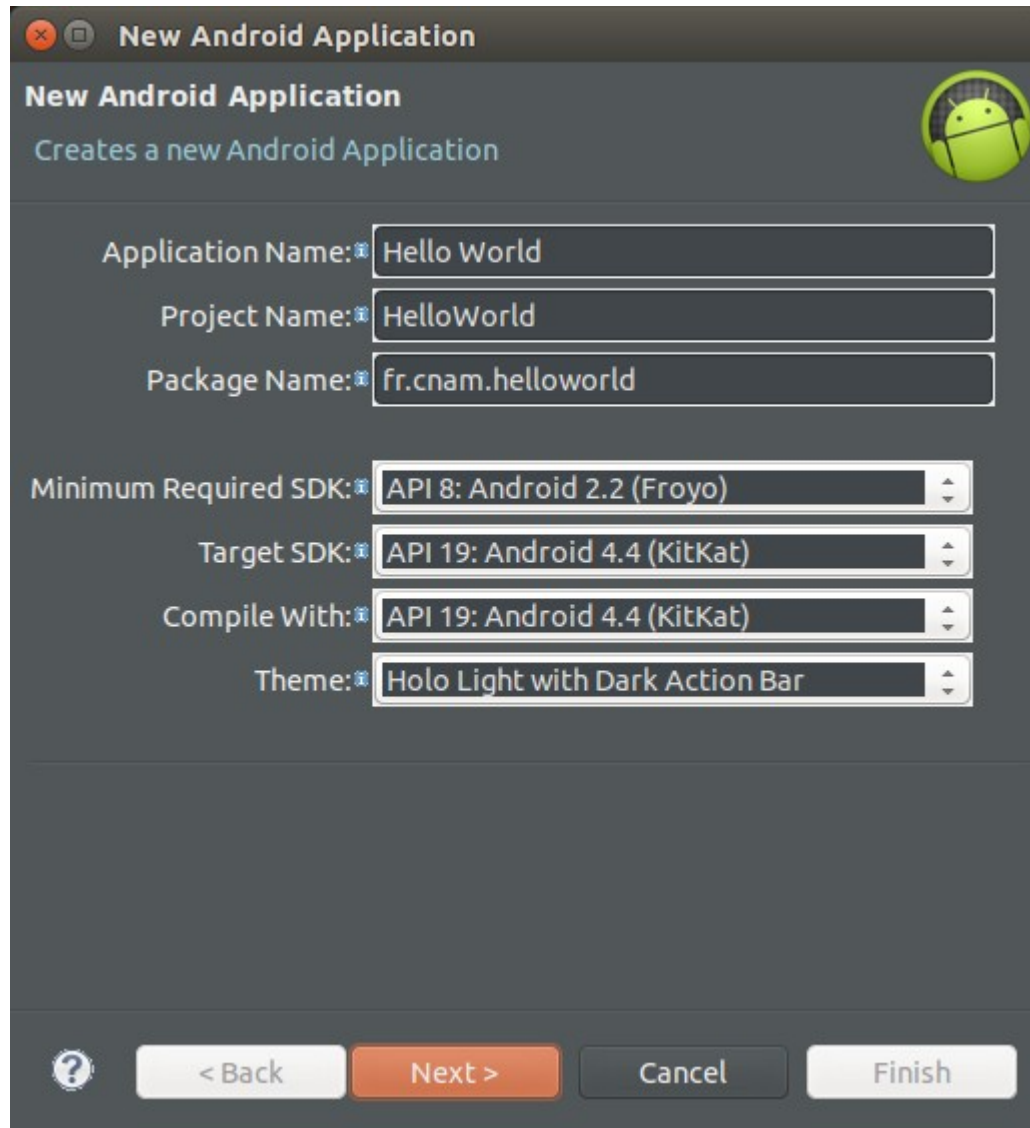 New Android Application
New Android Application
Creates a new Android Application
Application Name: Hello World
Project Name: HelloWorld
Package Name: fr.cnam.helloworld
Minimum Required SDK: API 8: Android 2.2 (Froyo)
Target SDK: API 19: Android 4.4 (KitKat)
Compile With: API 19: Android 4.4 (KitKat)
Theme: Holo Light with Dark Action Bar
? < Back Next > Cancel Finish